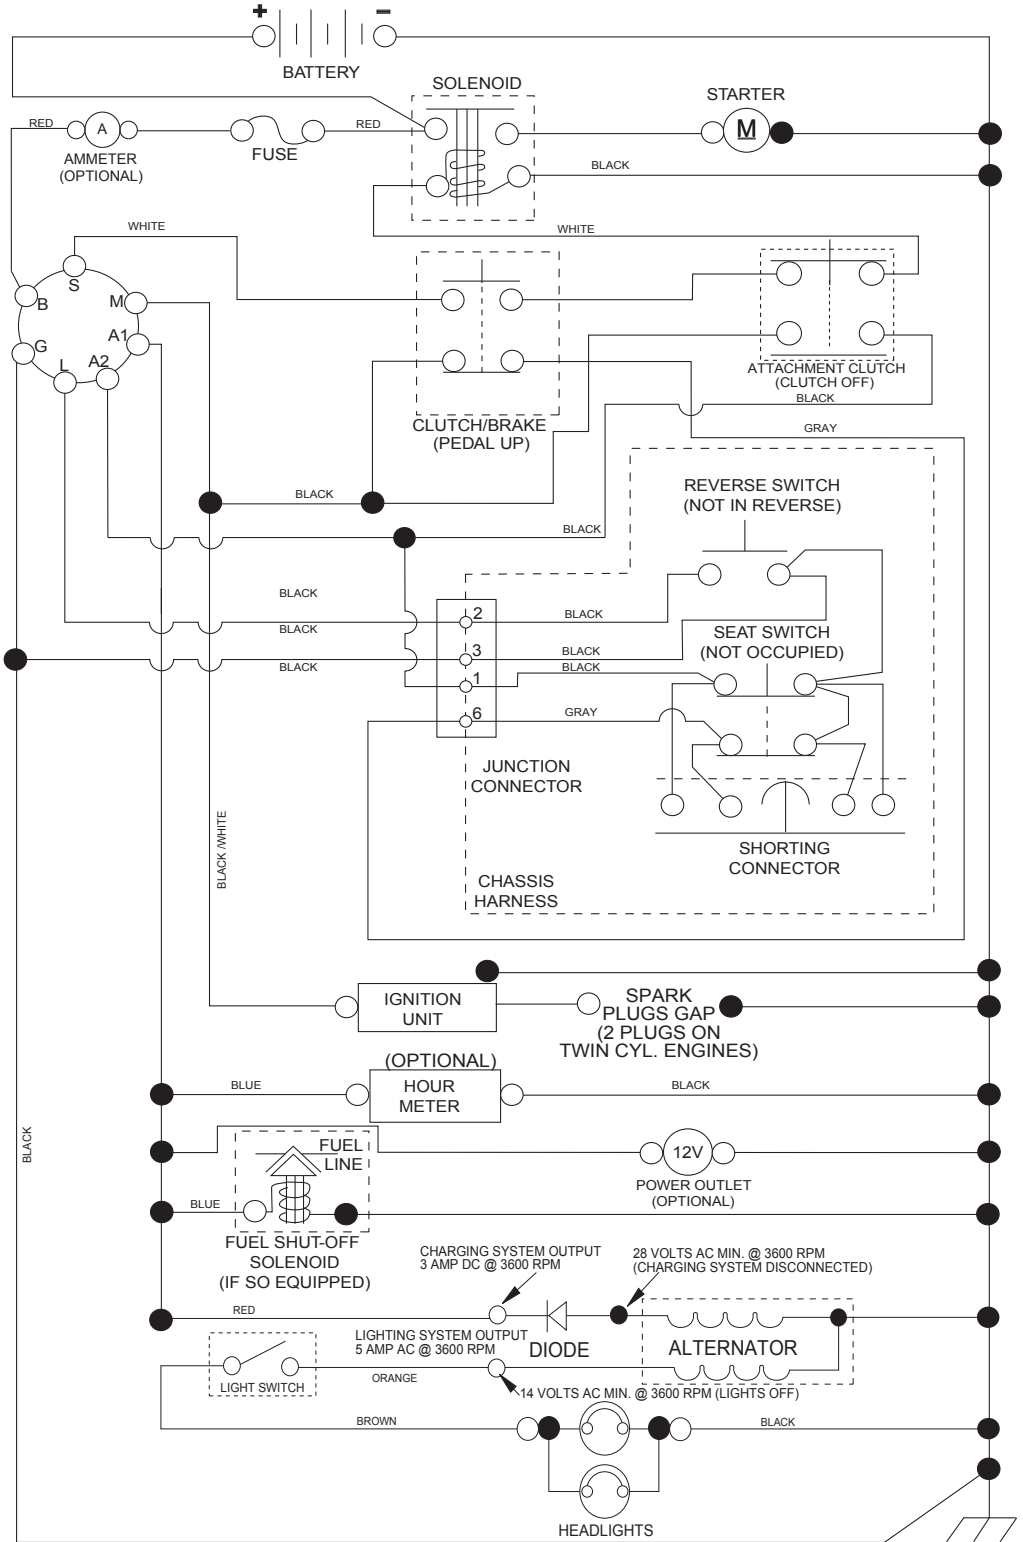 + −
BATTERY
SOLENOID
STARTER
RED
A
RED
M
FUSE
AMMETER
(OPTIONAL)
BLACK
WHITE
WHITE
S
B
M
A1
G
L
A2
ATTACHMENT CLUTCH
(CLUTCH OFF)
BLACK
CLUTCH/BRAKE
(PEDAL UP)
GRAY
REVERSE SWITCH
(NOT IN REVERSE)
BLACK
BLACK
BLACK
2
BLACK
BLACK
SEAT SWITCH
(NOT OCCUPIED)
3
BLACK
BLACK
BLACK
1
6
GRAY
JUNCTION
CONNECTOR
SHORTING
CONNECTOR
BLACK /WHITE
CHASSIS
HARNESS
IGNITION
UNIT
SPARK
PLUGS GAP
(2 PLUGS ON
TWIN CYL. ENGINES)
(OPTIONAL)
BLUE
HOUR
METER
BLACK
BLACK
FUEL
LINE
12V
POWER OUTLET
(OPTIONAL)
BLUE
FUEL SHUT-OFF
SOLENOID
(IF SO EQUIPPED)
CHARGING SYSTEM OUTPUT
3 AMP DC @ 3600 RPM
28 VOLTS AC MIN. @ 3600 RPM
(CHARGING SYSTEM DISCONNECTED)
RED
LIGHTING SYSTEM OUTPUT
5 AMP AC @ 3600 RPM
DIODE
ALTERNATOR
LIGHT SWITCH
ORANGE
14 VOLTS AC MIN. @ 3600 RPM (LIGHTS OFF)
BROWN
BLACK
HEADLIGHTS